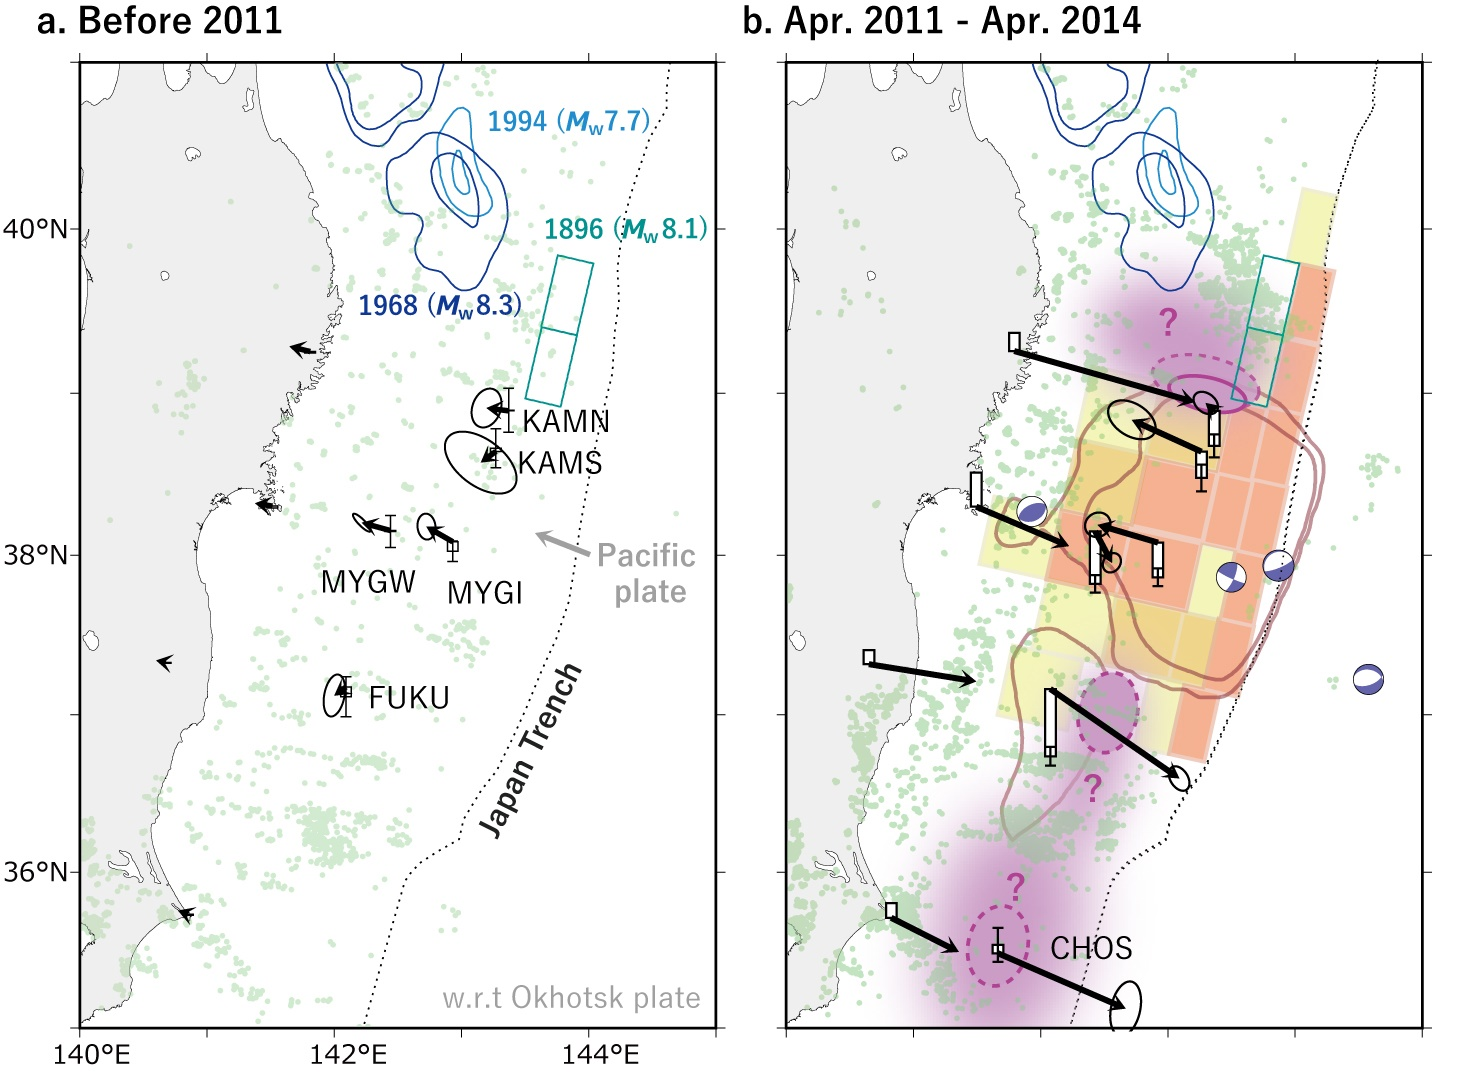 a. Before 2011
b. Apr. 2011 - Apr. 2014
1994 (Mw7.7)
40°N
1896 (Mw8.1)
1968 (Mw8.3)
?
KAMN
KAMS
38°N
Pacific
plate
MYGW
MYGI
FUKU
Japan Trench
?
36°N
?
CHOS
w.r.t Okhotsk plate
140°E
142°E
144°E